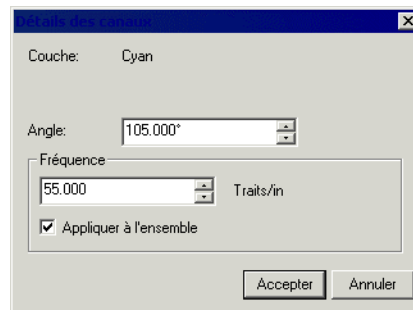 Détails des canaux
Couche: Cyan
Angle: 105.000°
Fréquence
55.000 Traits/in
Appliquer à l'ensemble
Accepter Annuler